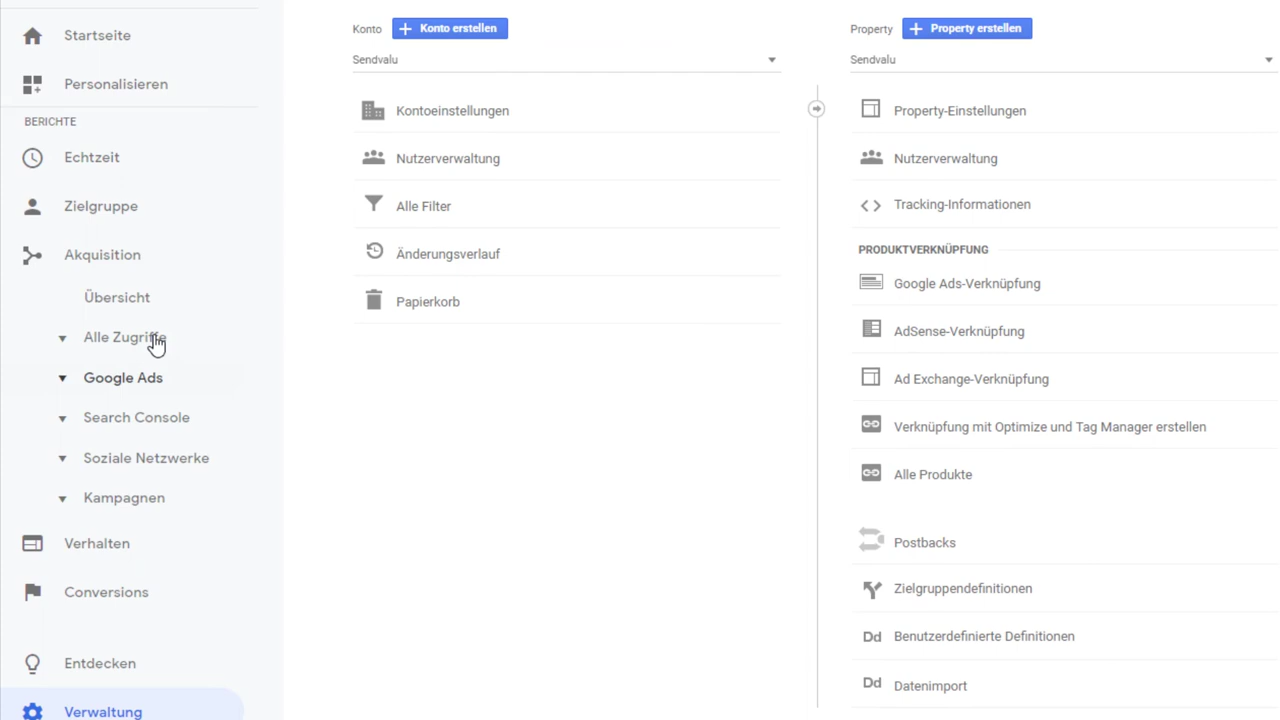 Startseite
Personalisieren
BERICHTE
Echtzeit
Zielgruppe
Akquisition
Übersicht
Alle Zugriffe
Google Ads
Search Console
Soziale Netzwerke
Kampagnen
Verhalten
Conversions
Entdecken
Verwaltung
Konto
Konto erstellen
Sendvalu
Kontoeinstellungen
Nutzerverwaltung
Alle Filter
Änderungsverlauf
Papierkorb
Property
Property erstellen
Sendvalu
Property-Einstellungen
Nutzerverwaltung
Tracking-Informationen
PRODUKTVERKNÜPFUNG
Google Ads-Verknüpfung
AdSense-Verknüpfung
Ad Exchange-Verknüpfung
Verknüpfung mit Optimize und Tag Manager erstellen
Alle Produkte
Postbacks
Zielgruppendefinitionen
Dd Benutzerdefinierte Definitionen
Dd Datenimport